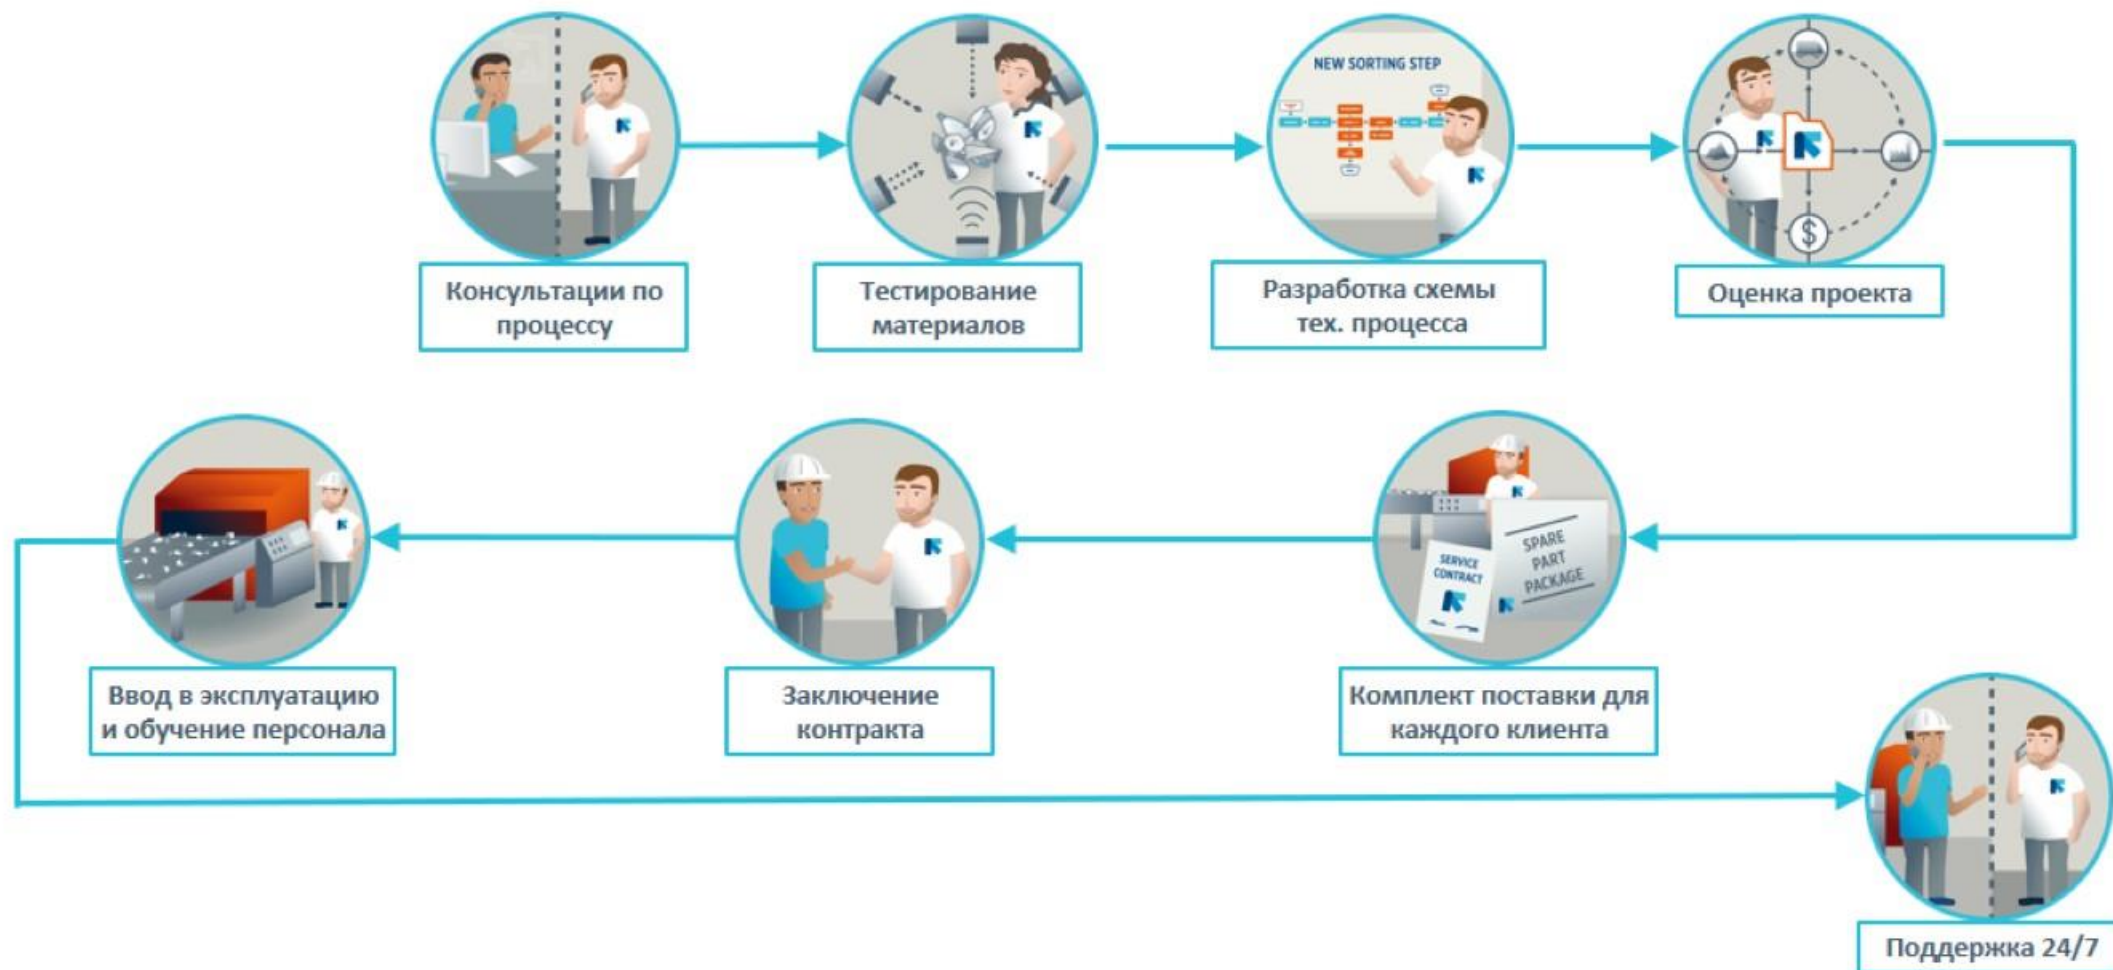 NEW SORTING STEP
Консультации по
процессу
Тестирование
материалов
Разработка схемы
тех. процесса
Оценка проекта
$
SPARE
PART
PACKAGE
SERVICE
CONTRACT
Ввод в эксплуатацию
и обучение персонала
Заключение
контракта
Комплект поставки для
каждого клиента
Поддержка 24/7